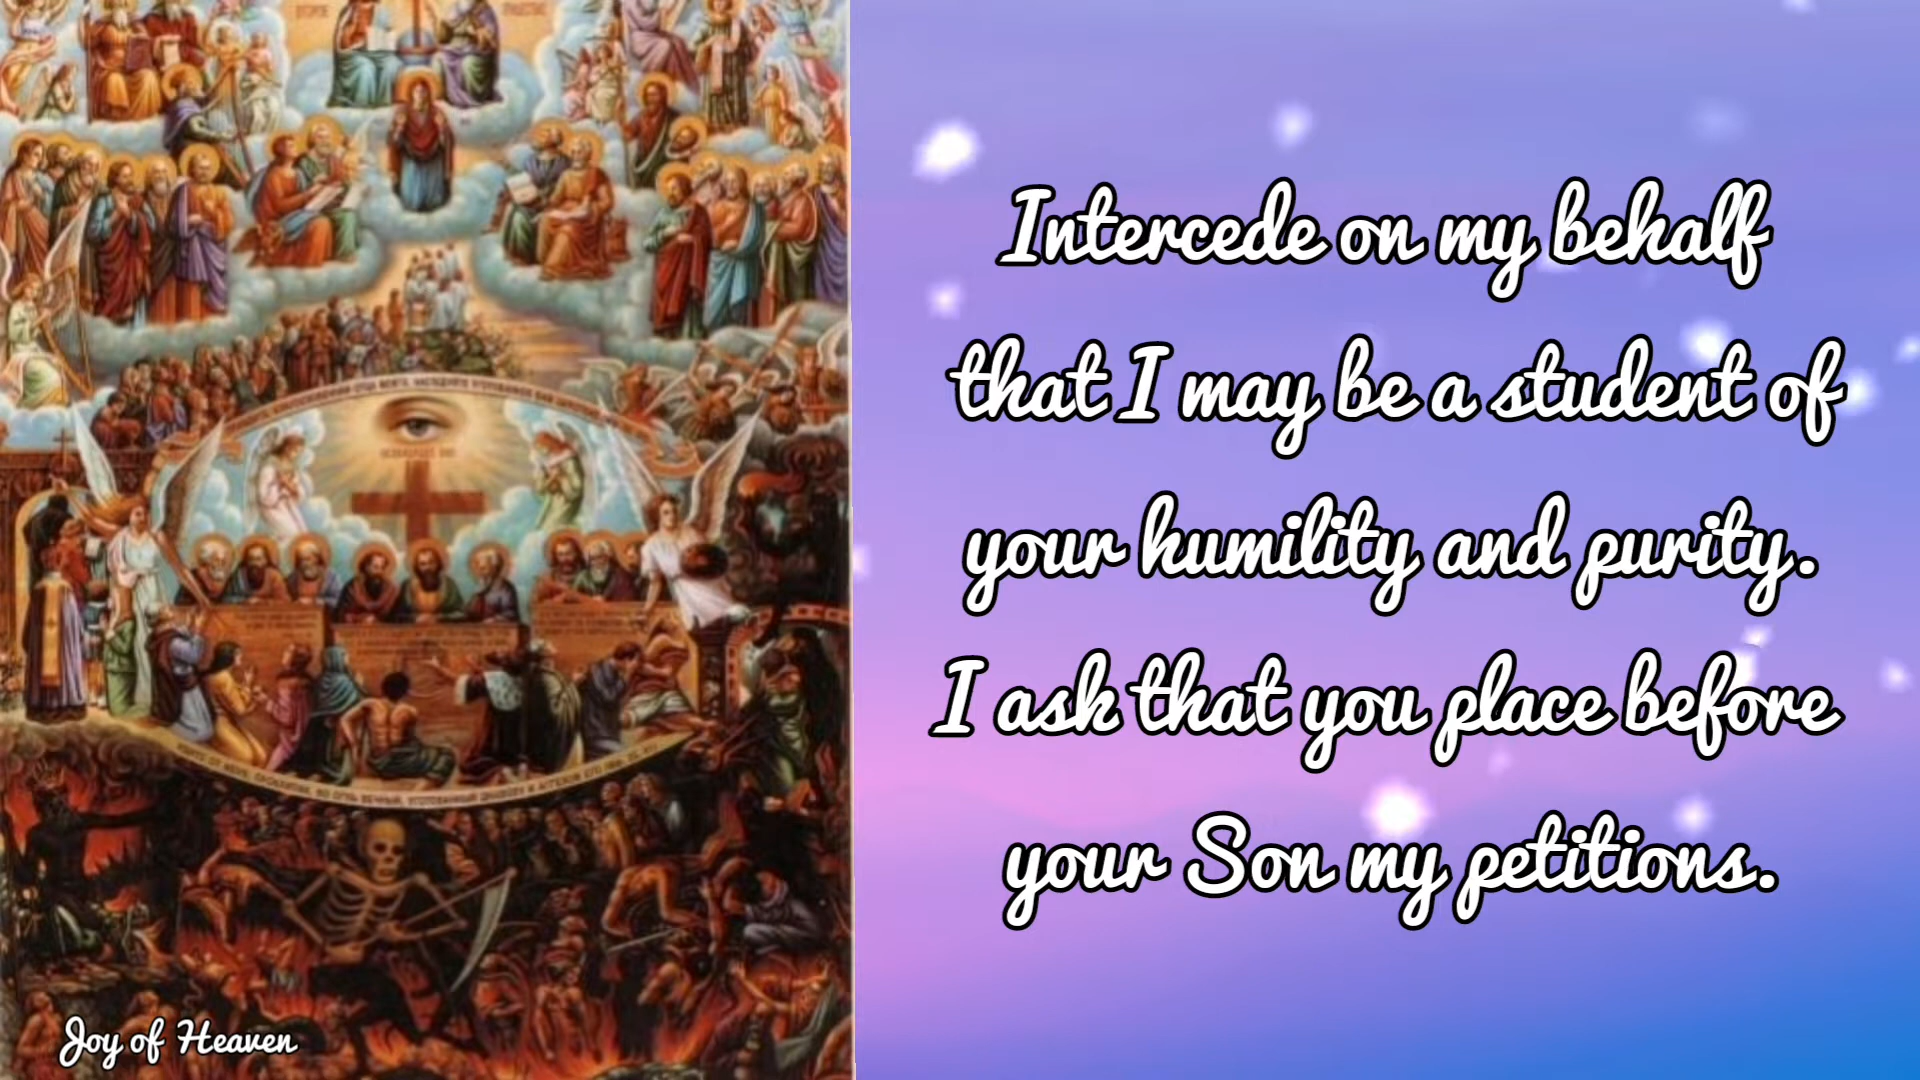 Intercede on my behalf
that I may be a student of
your humility and purity.
I ask that you place before
your Son my petitions.
Joy of Heaven